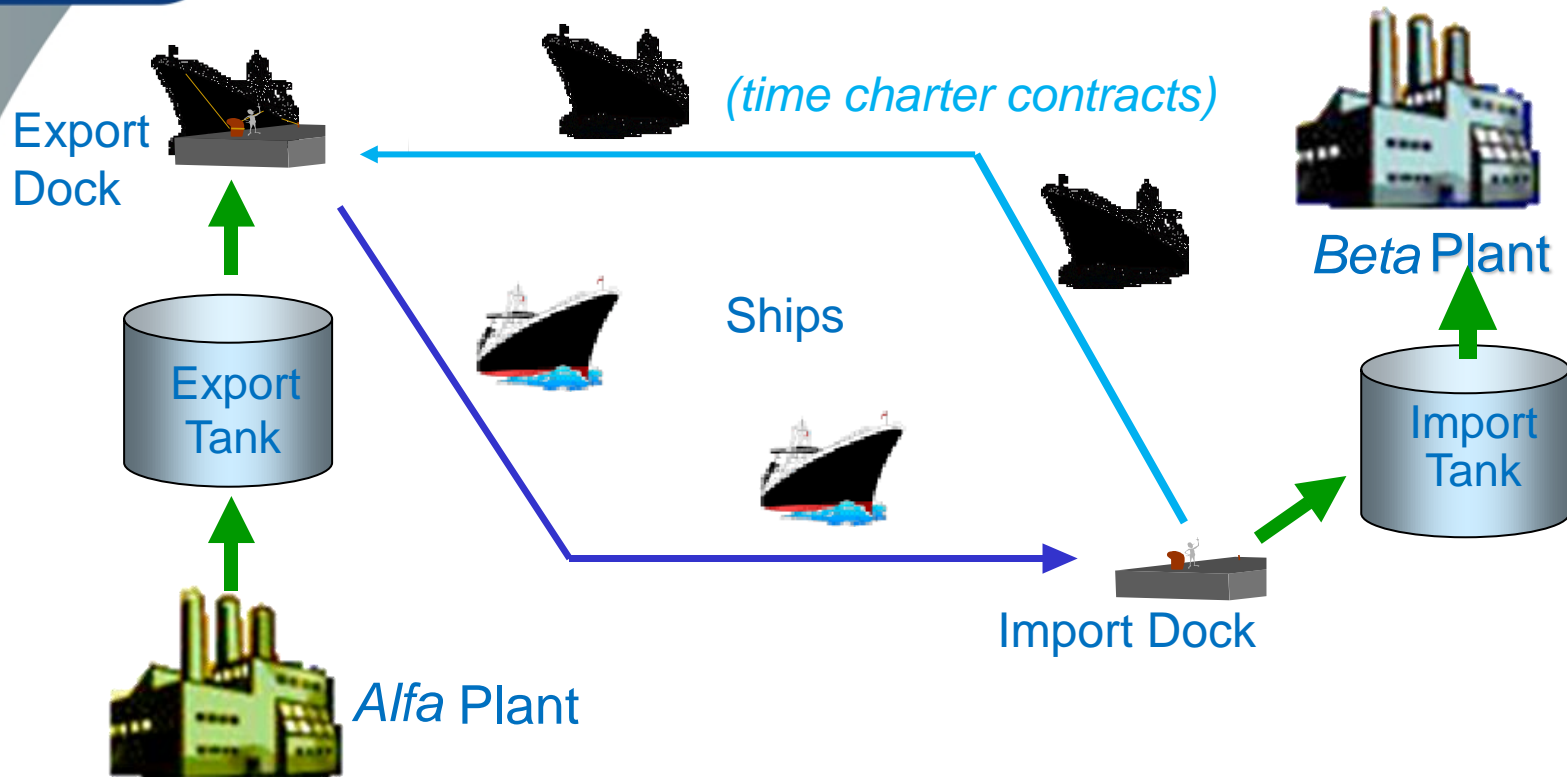 (time charter contracts)
Export
Dock
Beta Plant
Ships
Export
Tank
Import
Tank
Import Dock
Alfa Plant